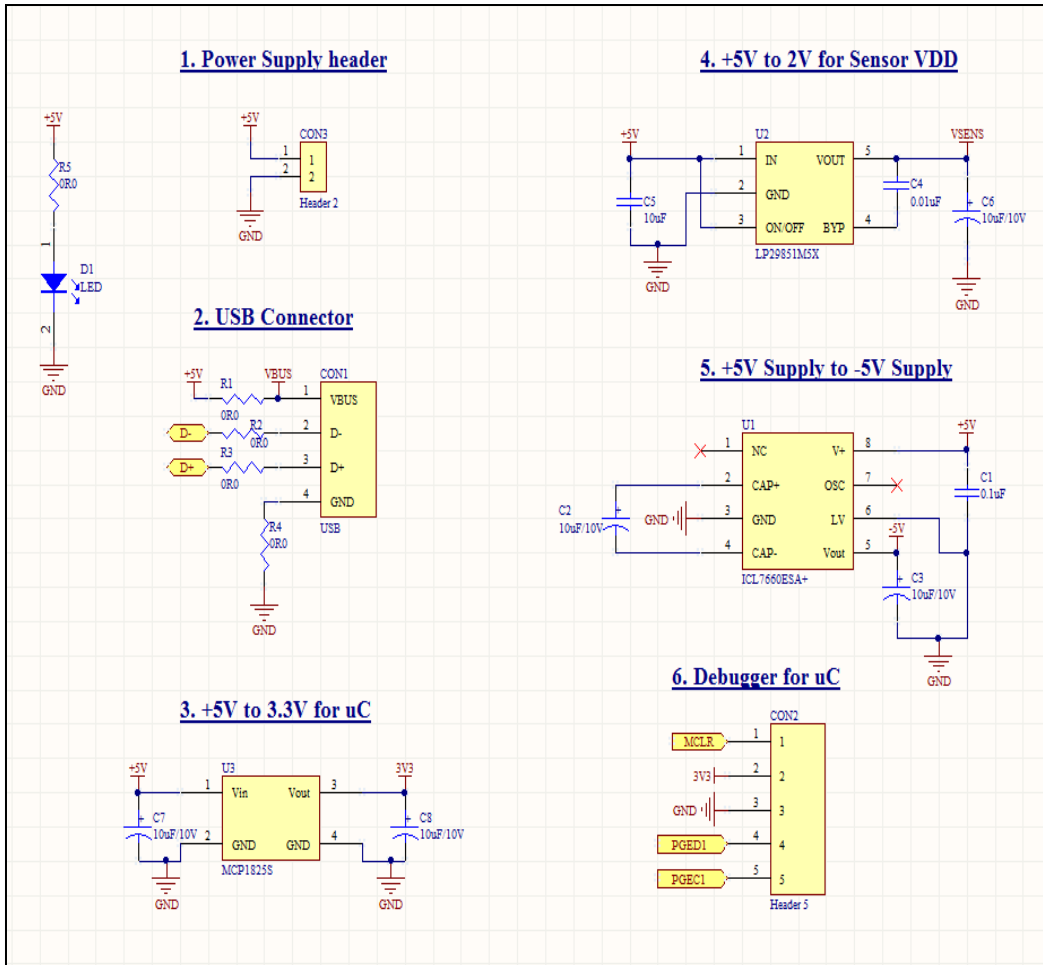 1. Power Supply header
+5V
R5
0R0
1
D1
LED
2
GND
+5V
CON3
1
1
2
2
Header 2
GND
2. USB Connector
+5V
R1
0R0
VBUS
CON1
1
VBUS
D-
R2
0R0
2
D-
D+
R3
0R0
3
D+
4
GND
USB
R4
0R0
GND
3. +5V to 3.3V for uC
+5V
U3
3V3
1
Vin
Vout
3
C7
10uF/10V
2
GND
GND
4
C8
10uF/10V
MCP1825S
GND
GND
4. +5V to 2V for Sensor VDD
+5V
U2
VSENS
1
IN
VOUT
5
C5
10uF
2
GND
C4
0.01uF
C6
10uF/10V
3
ON/OFF
BYP
4
LP29851M5X
GND
GND
5. +5V Supply to -5V Supply
U1
+5V
1
NC
V+
8
2
CAP+
OSC
7
C1
0.1uF
C2
10uF/10V
GND
3
GND
LV
6
-5V
4
CAP-
Vout
5
ICL7660ESA+
C3
10uF/10V
GND
6. Debugger for uC
CON2
MCLR
1
1
3V3
2
2
GND
3
3
PGED1
4
4
PGEC1
5
5
Header 5